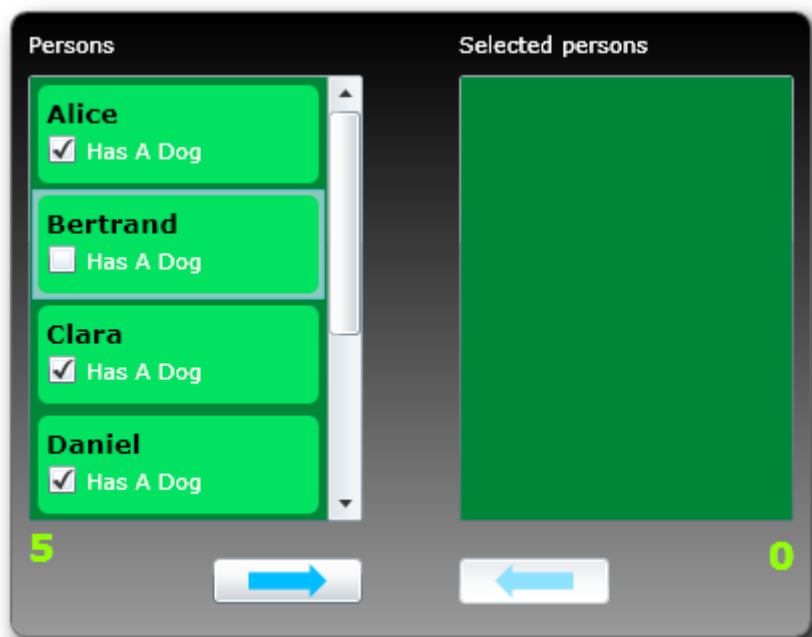 Persons
Selected persons
Alice
Has A Dog
Bertrand
Has A Dog
Clara
Has A Dog
Daniel
Has A Dog
5
0